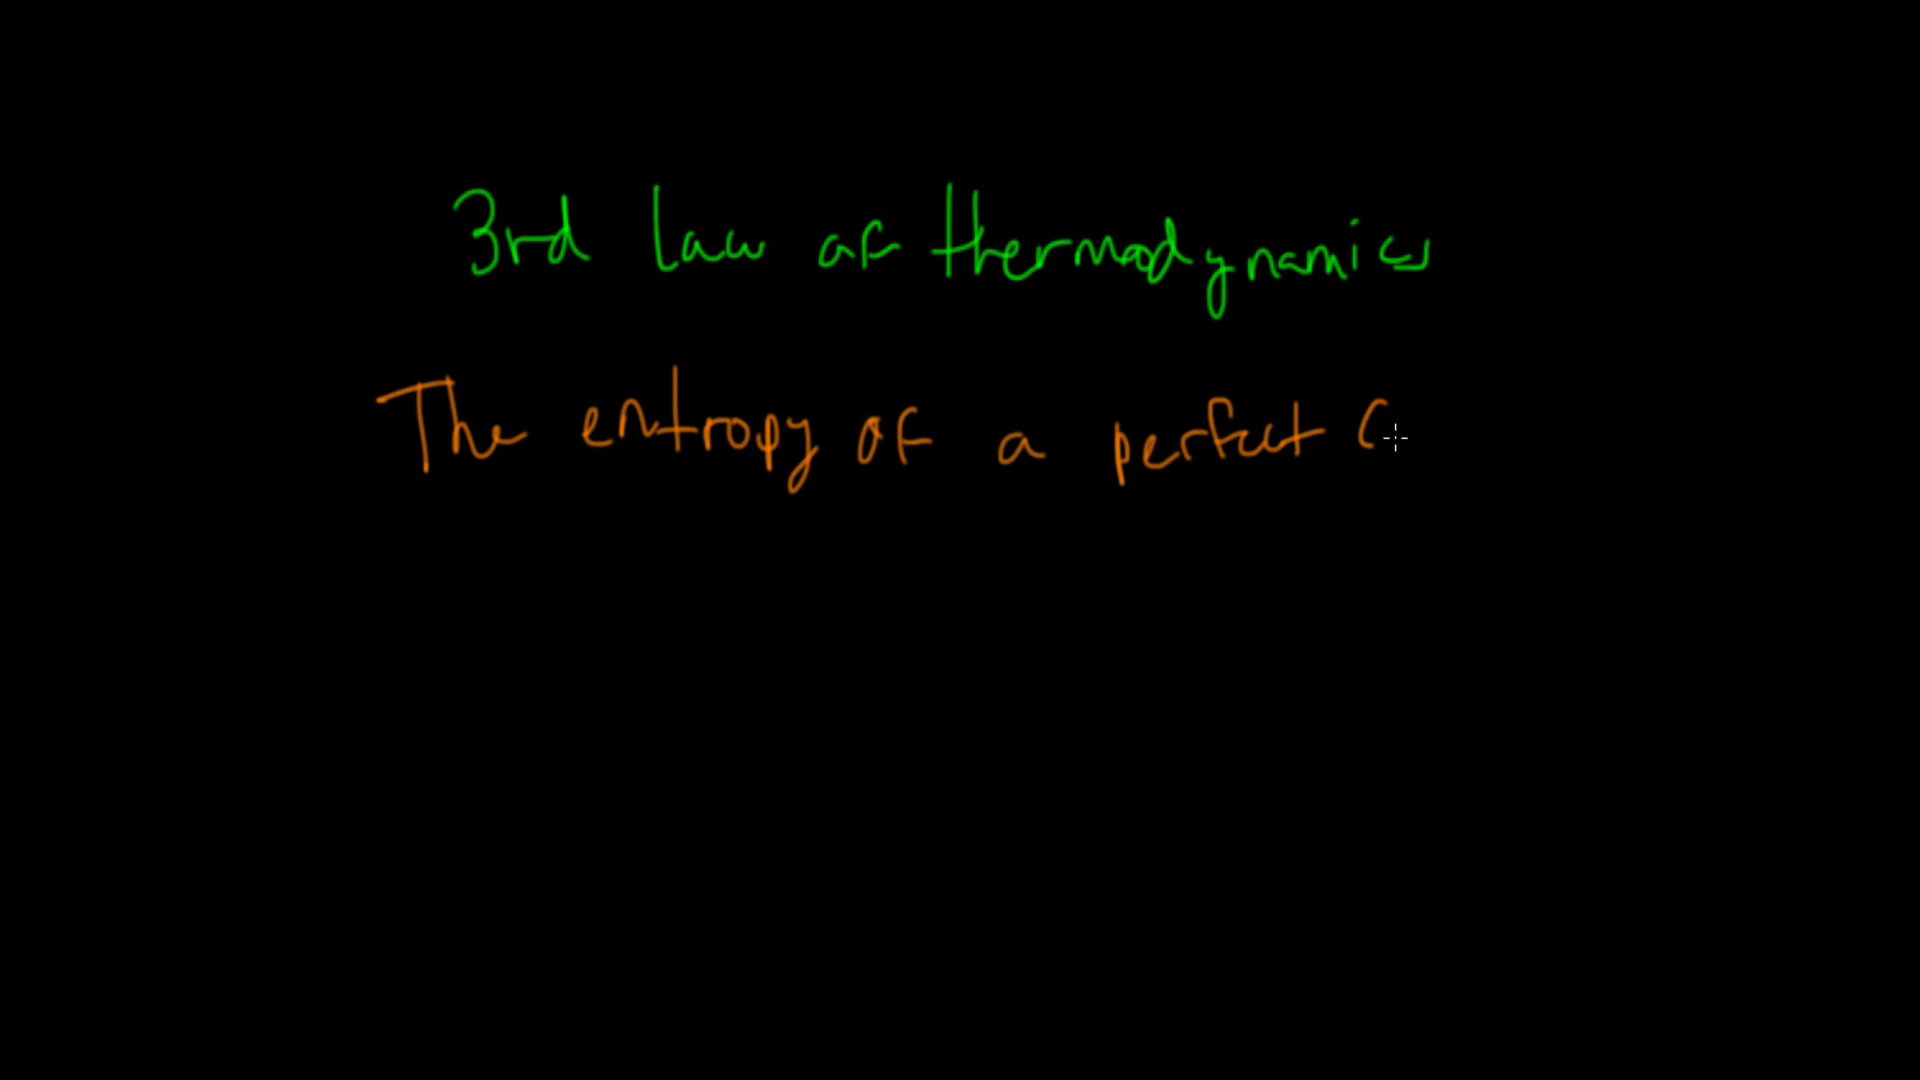 3rd law of thermodynamics
The entropy of a perfect c